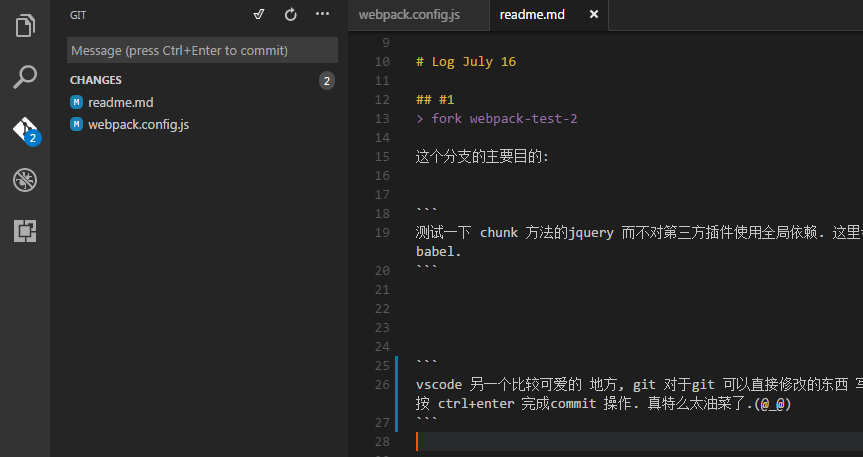 GIT
Message (press Ctrl+Enter to commit)
CHANGES 2
M readme.md
M webpack.config.js
2
webpack.config.js readme.md
9
10 # Log July 16
11
12 ## #1
13 > fork webpack-test-2
14
15 这个分支的主要目的:
16
17
18 ```
19 测试一下 chunk 方法的jquery 而不对第三方插件使用全局依赖. 这里
babel.
20 ```
21
22
23
24
25 ```
26 vscode 另一个比较可爱的 地方, git 对于git 可以直接修改的东西 写
按 ctrl+enter 完成commit 操作. 真特么太油菜了.(@_@)
27 ```
28